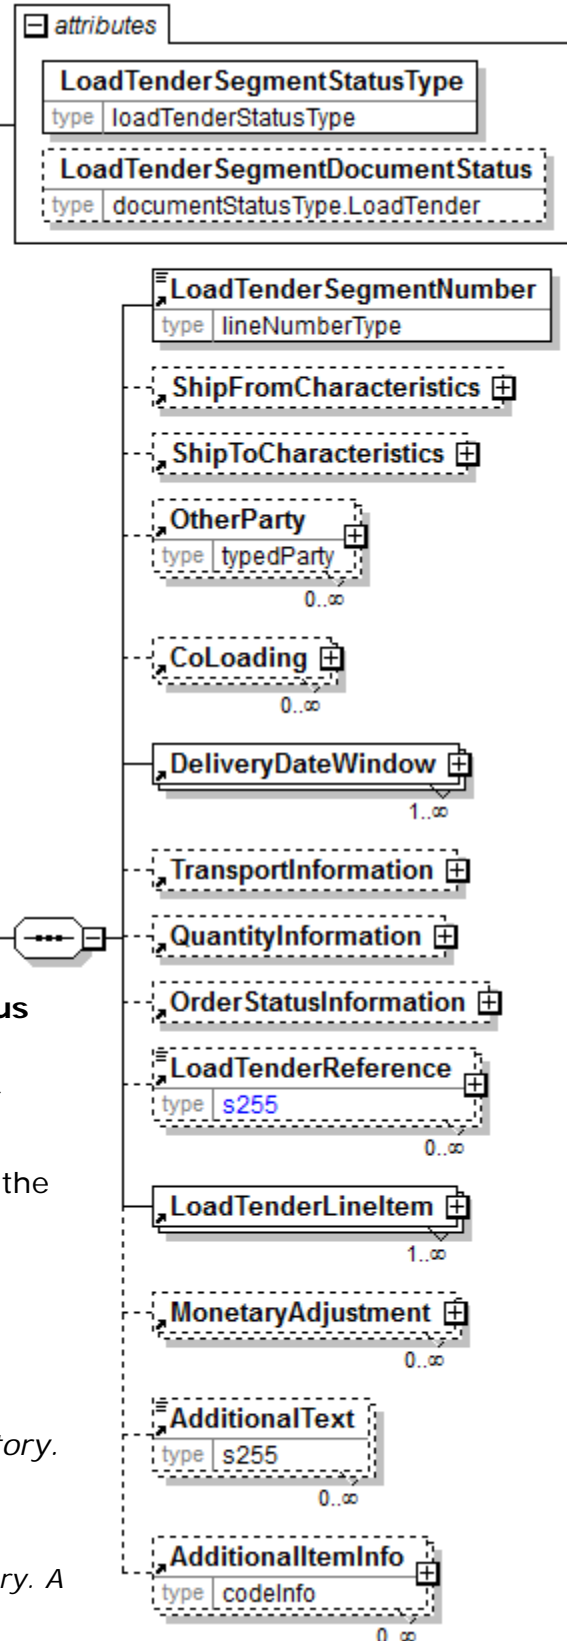 attributes
LoadTenderSegmentStatusType
type loadTenderStatusType
LoadTenderSegmentDocumentStatus
type documentStatusType.LoadTender
LoadTenderSegmentNumber
type lineNumberType
ShipFromCharacteristics
ShipToCharacteristics
OtherParty
type typedParty
0..∞
CoLoading
0..∞
DeliveryDateWindow
1..∞
TransportInformation
QuantityInformation
us
OrderStatusInformation
LoadTenderReference
type s255
0..∞
the
LoadTenderLineItem
1..∞
MonetaryAdjustment
0..∞
AdditionalText
tory.
type s255
0..∞
AdditionalItemInfo
ry. A
type codeInfo
0..∞